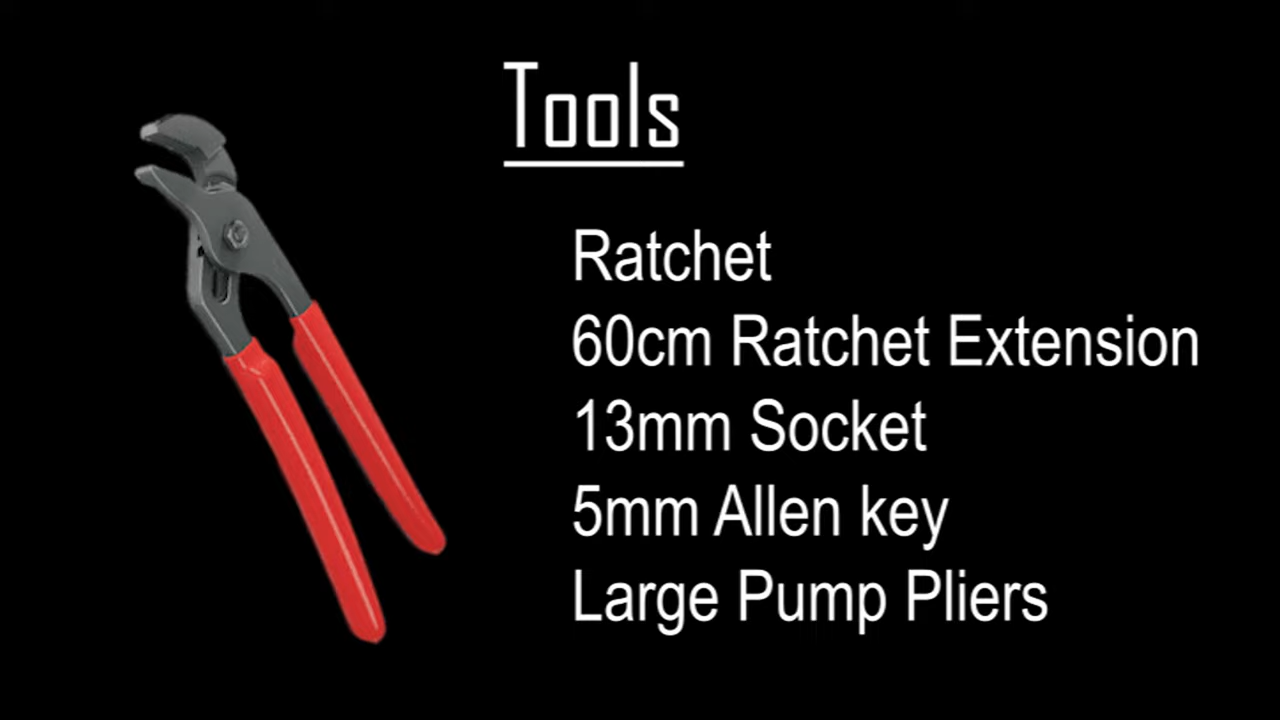 Tools
Ratchet
60cm Ratchet Extension
13mm Socket
5mm Allen key
Large Pump Pliers